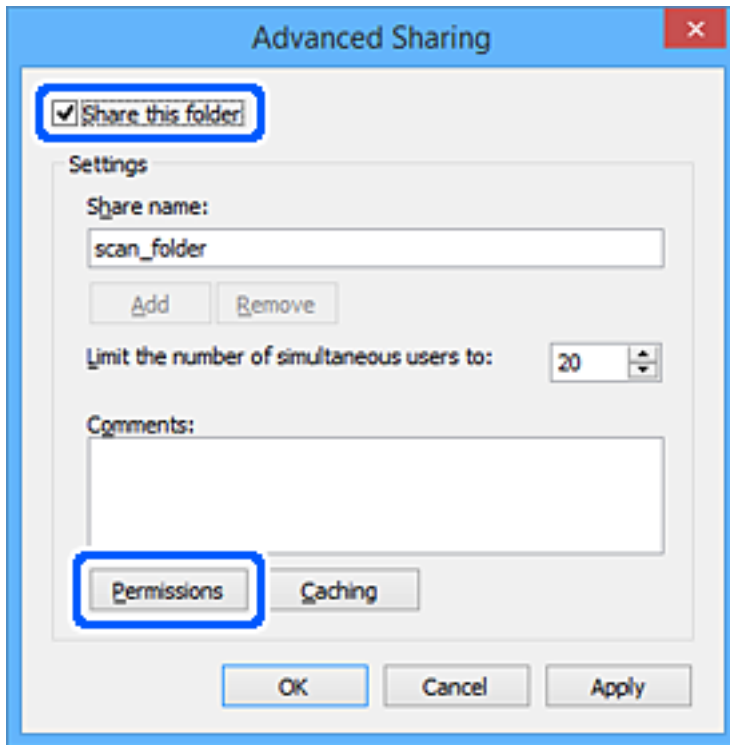 Advanced Sharing
Share this folder
Settings
Share name:
scan_folder
Add Remove
Limit the number of simultaneous users to: 20
Comments:
Permissions Caching
OK Cancel Apply